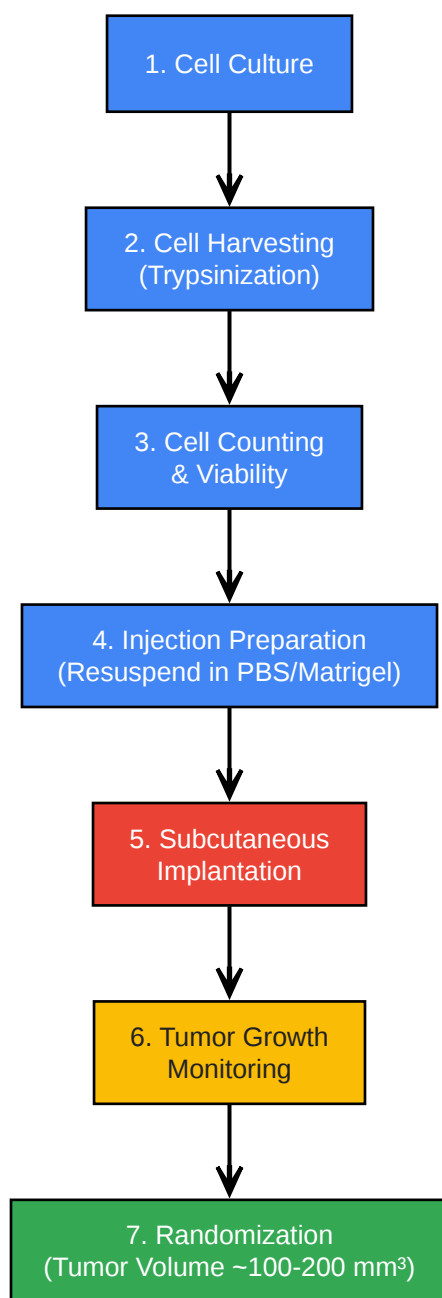 1. Cell Culture
2. Cell Harvesting
(Trypsinization)
3. Cell Counting
& Viability
4. Injection Preparation
(Resuspend in PBS/Matrigel)
5. Subcutaneous
Implantation
6. Tumor Growth
Monitoring
7. Randomization
(Tumor Volume ~100-200 mm³)